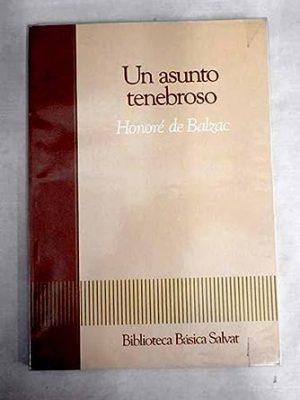 Un asunto
tenebroso
Honoré de Balzac
Biblioteca Básica Salvat